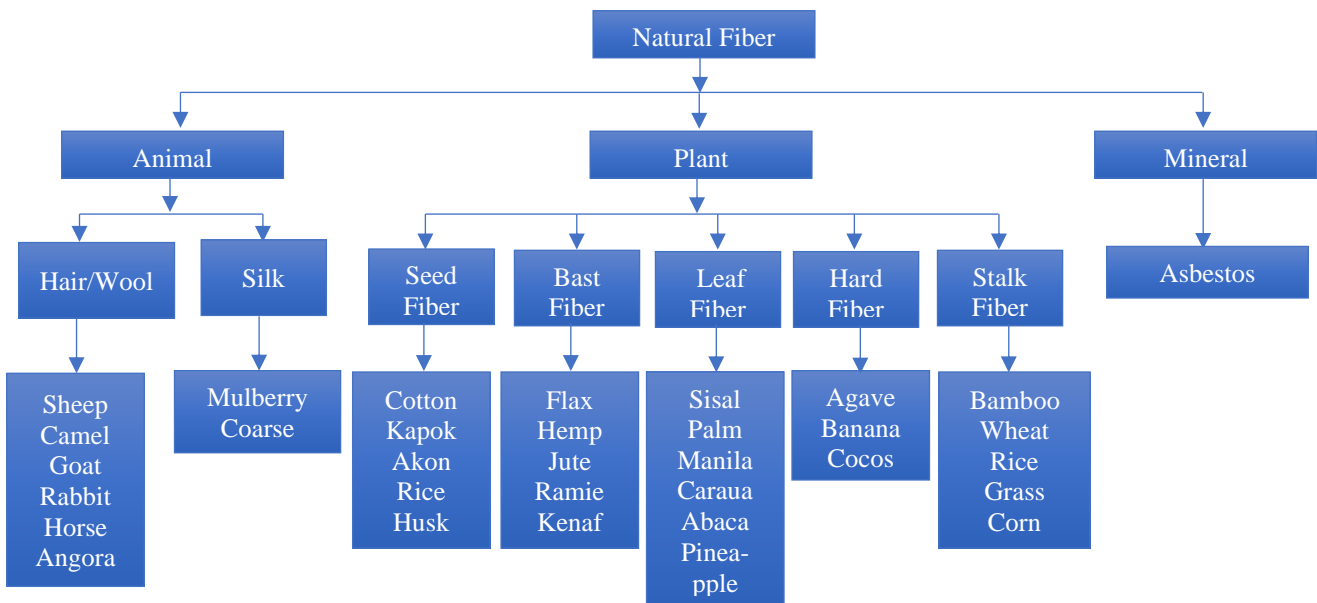 Natural Fiber
Animal
Plant
Mineral
Hair/Wool
Silk
Seed
Fiber
Bast
Fiber
Leaf
Fiber
Hard
Fiber
Stalk
Fiber
Asbestos
Sheep
Camel
Goat
Rabbit
Horse
Angora
Mulberry
Coarse
Cotton
Kapok
Akon
Rice
Husk
Flax
Hemp
Jute
Ramie
Kenaf
Sisal
Palm
Manila
Caraua
Abaca
Pinea-
pple
Agave
Banana
Cocos
Bamboo
Wheat
Rice
Grass
Corn